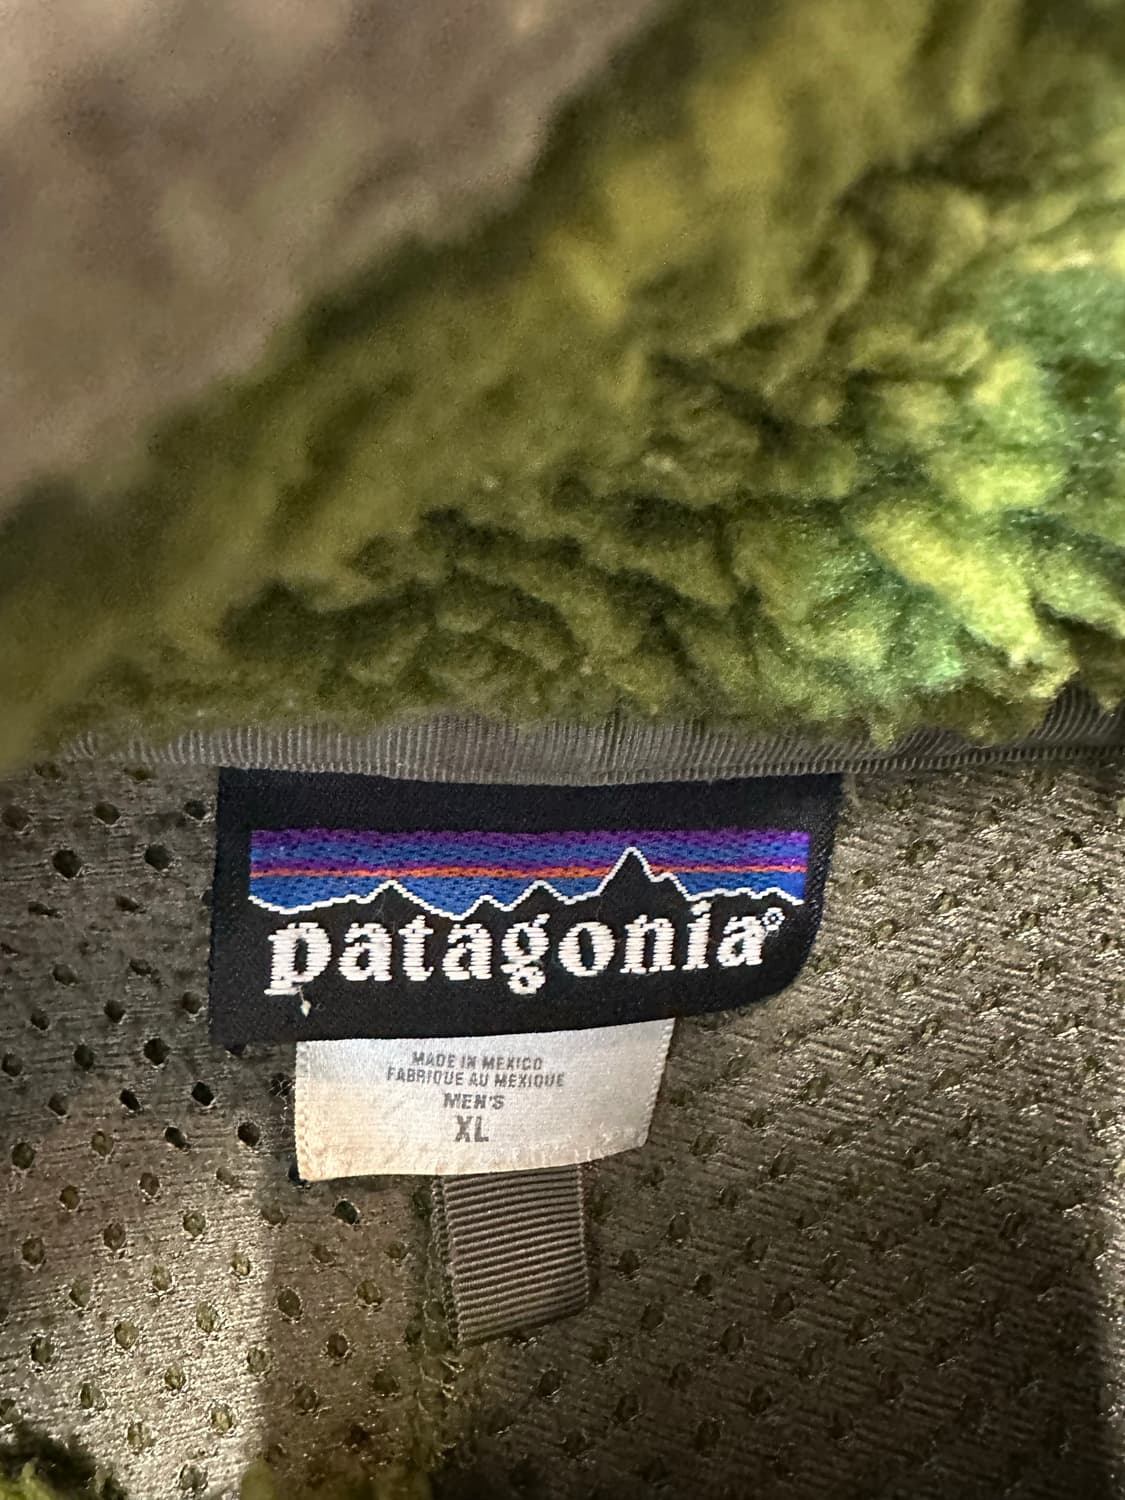 patagonia®
MADE IN MEXICO
FABRIQUE AU MEXIQUE
MEN'S
XL